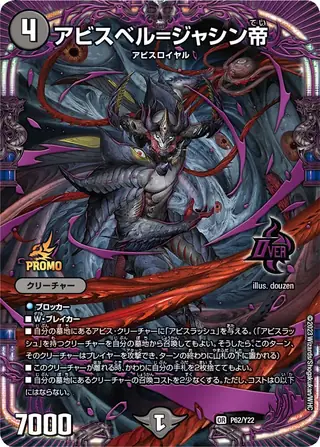 4
アビスベル=ジャシン帝
てい
アビスロイヤル
PROMO
OVER
illus. douzen
クリーチャー
ブロッカー
■W・ブレイカー
■自分の墓地にあるアビス・クリーチャーに「アビスラッシュ」を与える。(「アビスラッシュ」を持つクリーチャーを自分の墓地から召喚してもよい。そうしたら、このターン、
そのクリーチャーはプレイヤーを攻撃でき、ターンの終わりに山札の下に置かれる)
■このクリーチャーが離れる時、かわりに自分の手札を2枚捨ててもよい。
■自分の墓地にあるクリーチャーの召喚コストを2少なくする。ただし、コストは0以下
にはならない。
7000
DR P62/Y22
©2023 Wizards/Shogakukan/WHC